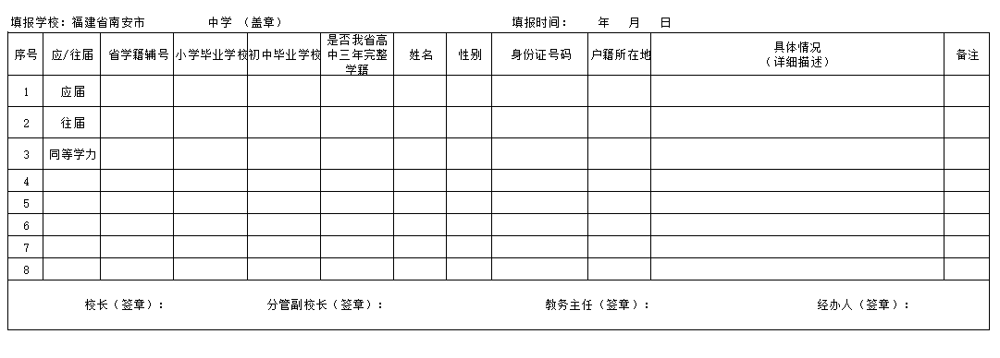 填报学校：福建省南安市 中学 （盖章） 填报时间： 年 月 日
序号 应/往届 省学籍辅号 小学毕业学校 初中毕业学校 是否我省高中三年完整学籍 姓名 性别 身份证号码 户籍所在地 具体情况（详细描述） 备注
1 应届
2 往届
3 同等学力
4
5
6
7
8
校长（签章）： 分管副校长（签章）： 教务主任（签章）： 经办人（签章）：